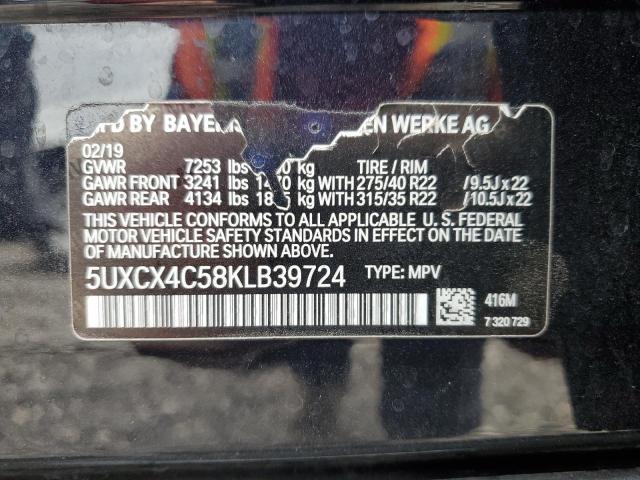 BY EN WERKE AG
02/19
GVWR 7253 lbs kg TIRE / RIM
GAWR FRONT 3241 lbs kg WITH 275/40 R22 /9.5J x 22
GAWR REAR 4134 lbs kg WITH 315/35 R22 /10.5J x 22
THIS VEHICLE CONFORMS TO ALL APPLICABLE U. S. FEDERAL
MOTOR VEHICLE SAFETY STANDARDS IN EFFECT ON THE DATE
OF MANUFACTURE SHOWN ABOVE.
5UXCX4C58KLB39724 TYPE: MPV
416M
7 320 729